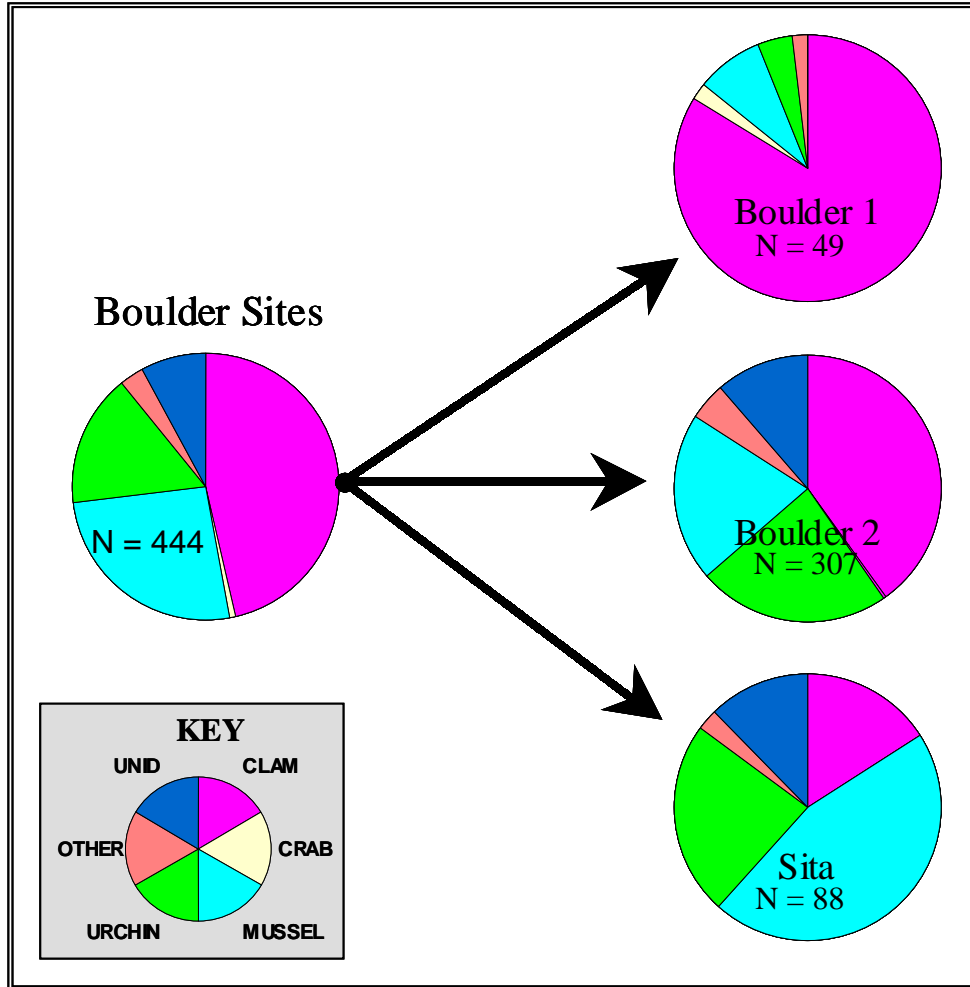 Boulder 1
N = 49
Boulder Sites
N = 444
Boulder 2
N = 307
Sita
N = 88
KEY
UNID CLAM
OTHER CRAB
URCHIN MUSSEL